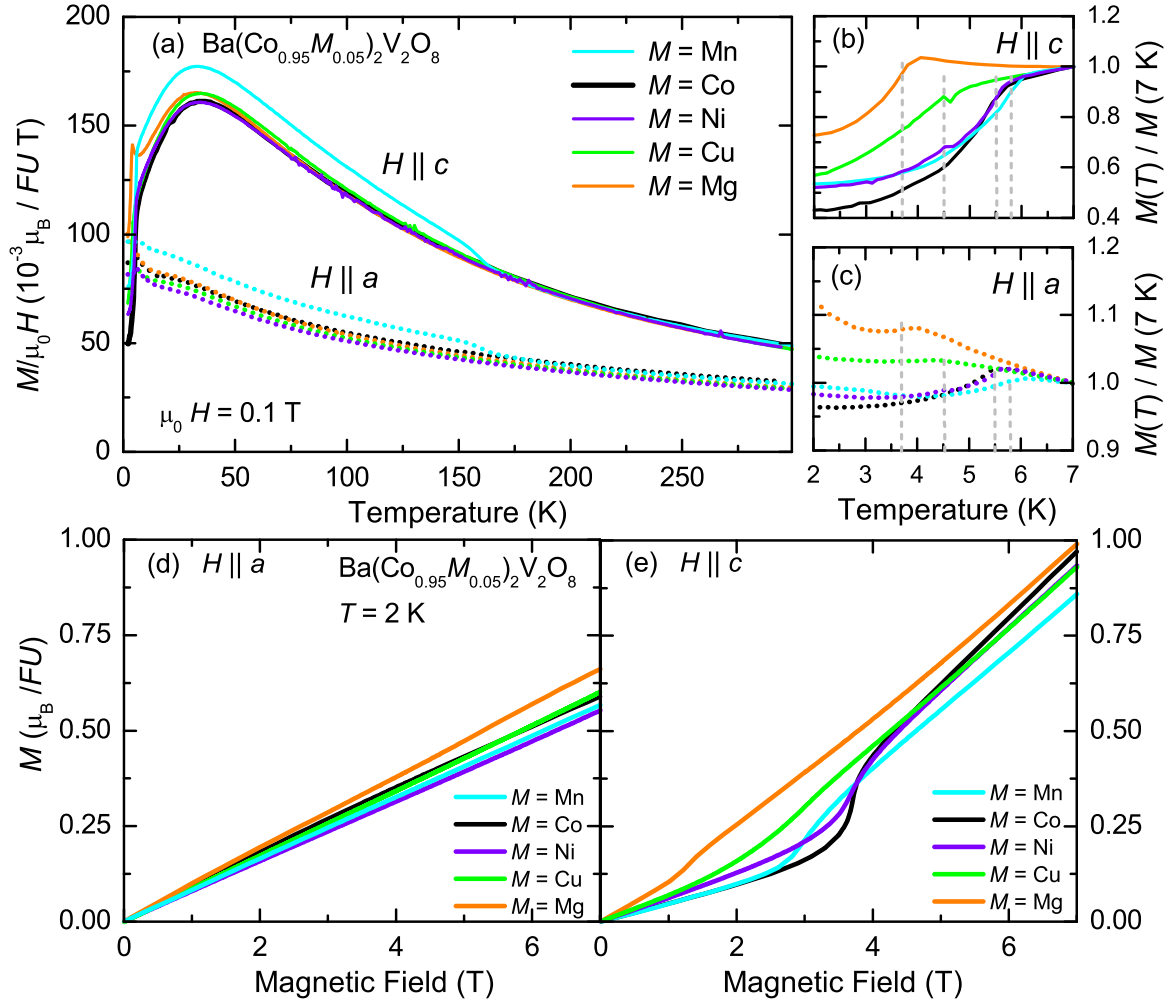 (a) Ba(Co0.95M0.05)2V2O8
M = Mn
M = Co
M = Ni
M = Cu
M = Mg
H || c
H || a
μ0 H = 0.1 T
M/μ0H (10-3 μB / FU T)
200
150
100
50
0
0 50 100 150 200 250
Temperature (K)
(b) H || c
1.2
1.0
0.8
0.6
0.4
M(T) / M (7 K)
(c) H || a
1.2
1.1
1.0
0.9
M(T) / M (7 K)
2 3 4 5 6 7
Temperature (K)
(d) H || a Ba(Co0.95M0.05)2V2O8
T = 2 K
M = Mn
M = Co
M = Ni
M = Cu
M = Mg
M (μB /FU)
1.00
0.75
0.50
0.25
0.00
0 2 4 6
Magnetic Field (T)
(e) H || c
M = Mn
M = Co
M = Ni
M = Cu
M = Mg
1.00
0.75
0.50
0.25
0.00
0 2 4 6
Magnetic Field (T)